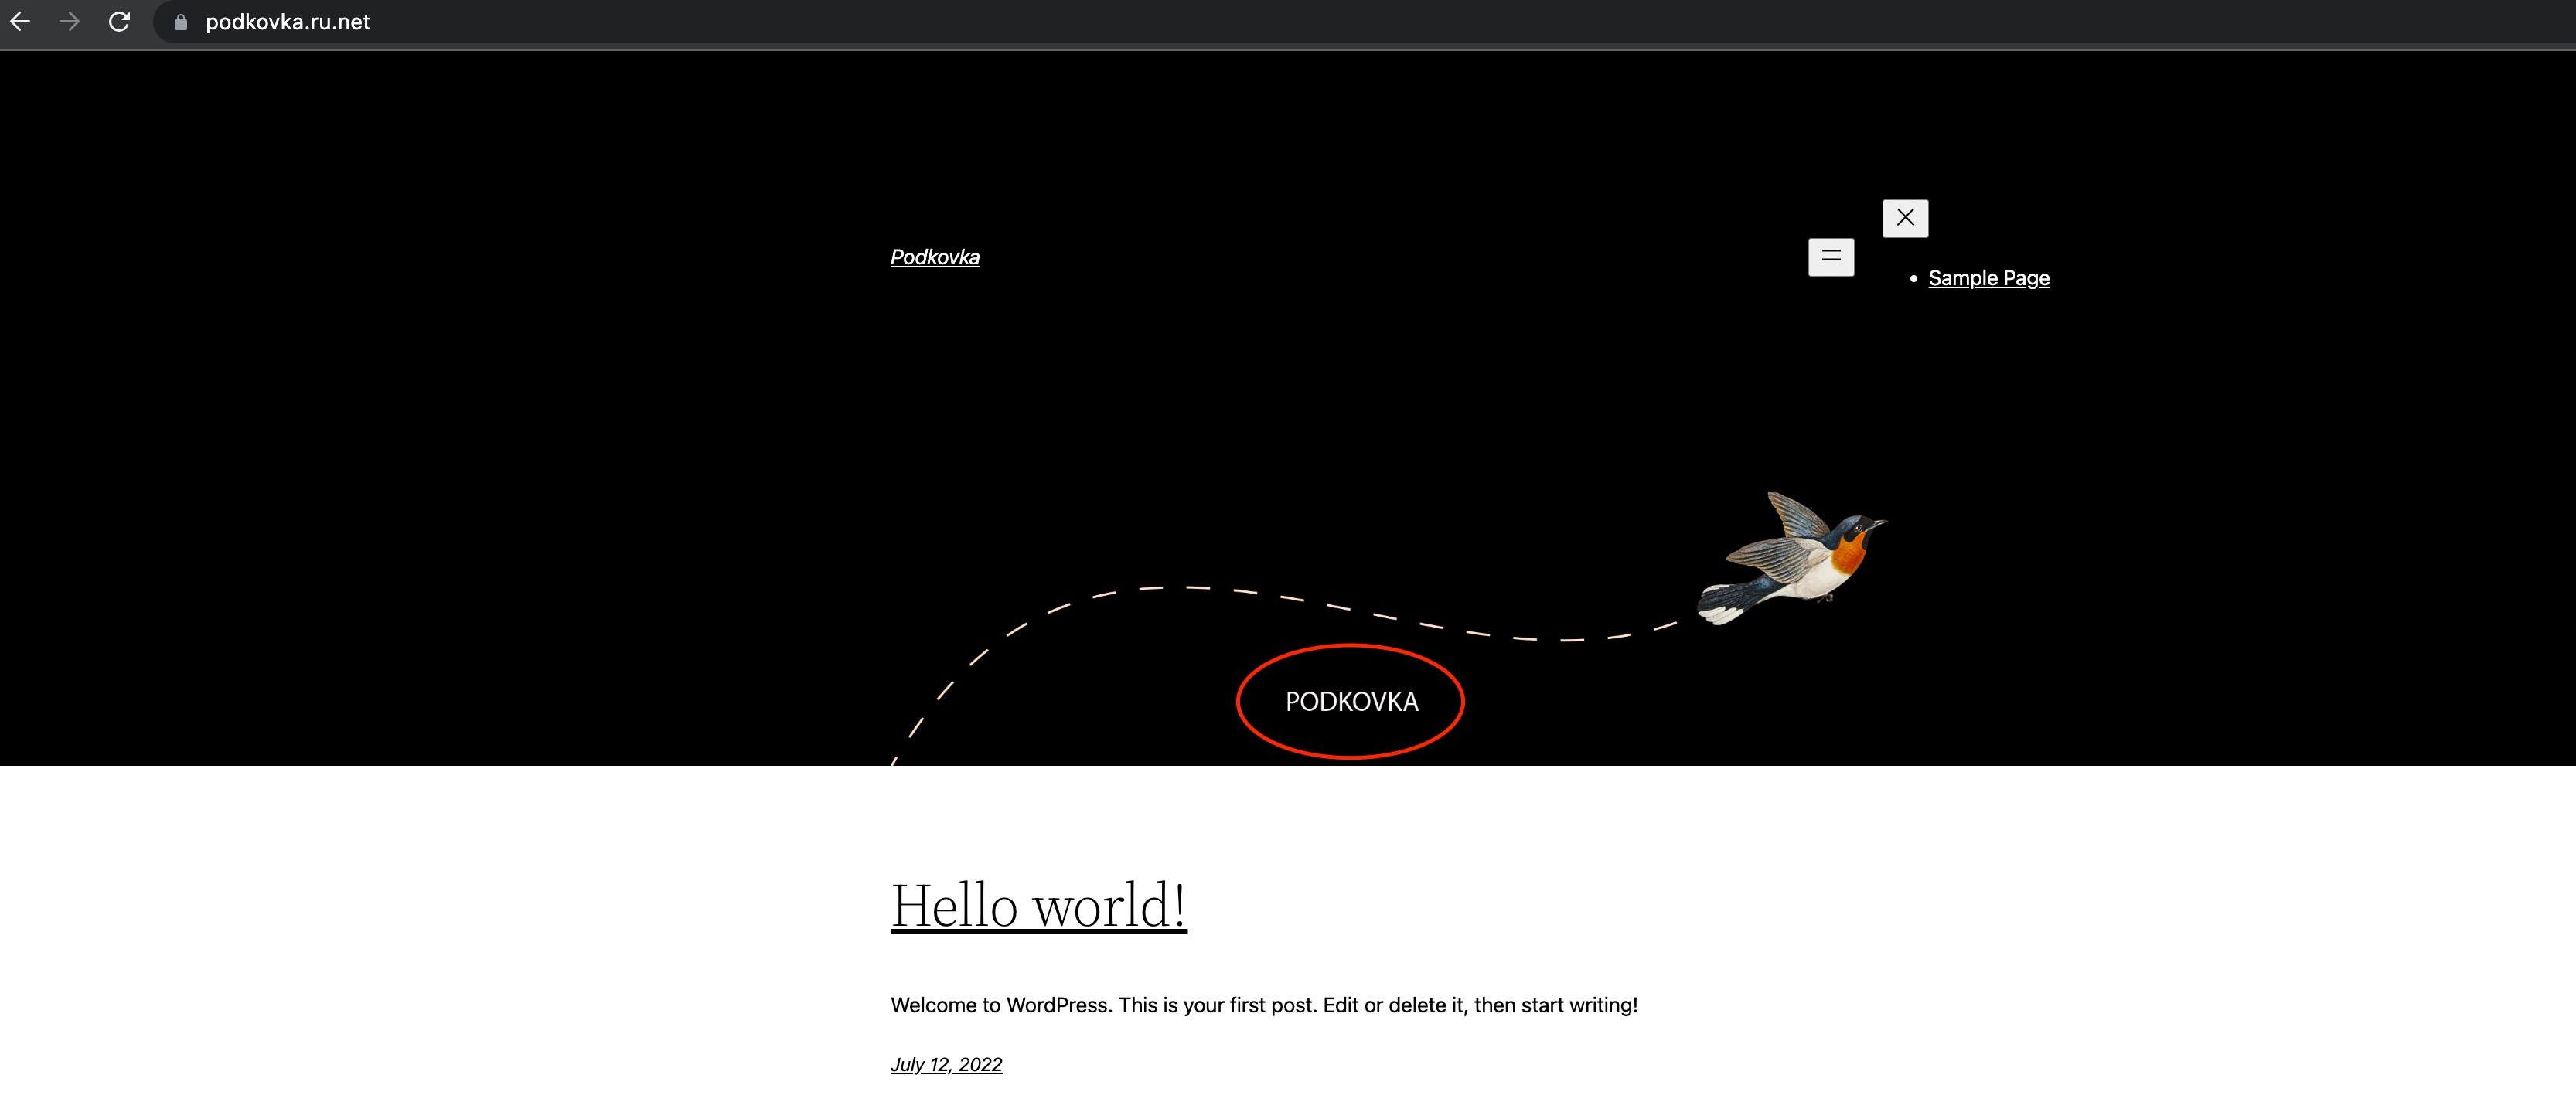 podkovka.ru.net
Podkovka
Sample Page
PODKOVKA
Hello world!
Welcome to WordPress. This is your first post. Edit or delete it, then start writing!
July 12, 2022